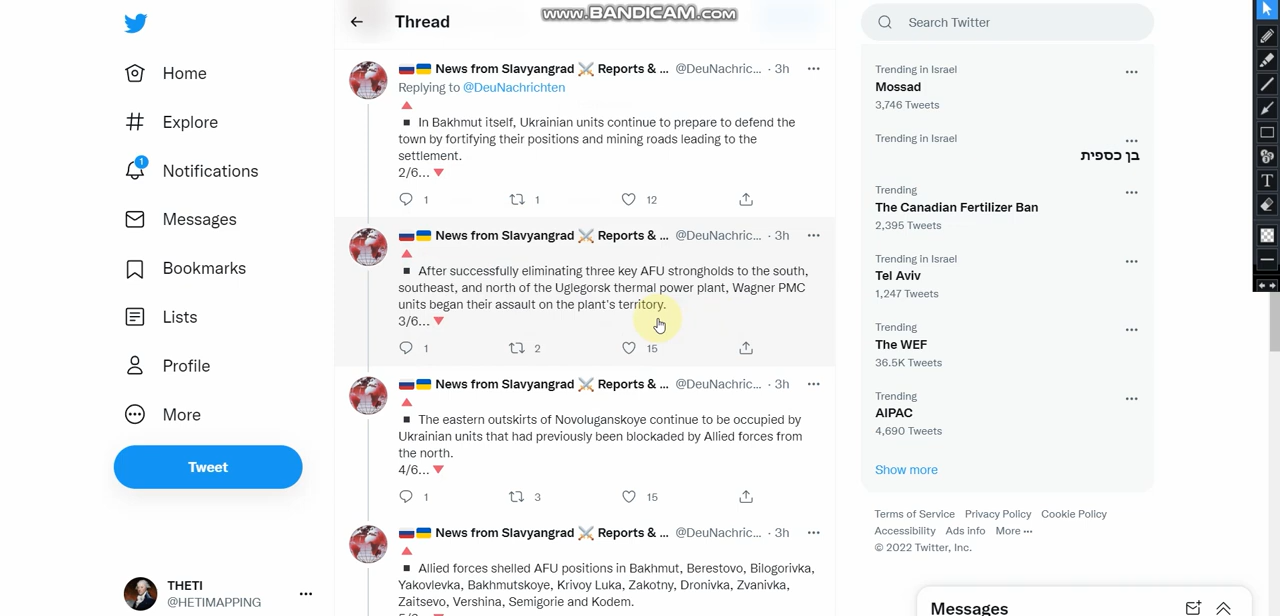 www.BANDICAM.com
Home
Explore
1
Notifications
Messages
Bookmarks
Lists
Profile
More
Tweet
THETI
@HETIMAPPING
Thread
News from Slavyangrad ⚔️ Reports & ... @DeuNachric... · 3h
Replying to @DeuNachrichten
In Bakhmut itself, Ukrainian units continue to prepare to defend the
town by fortifying their positions and mining roads leading to the
settlement.
2/6...
1 1 12
News from Slavyangrad ⚔️ Reports & ... @DeuNachric... · 3h
After successfully eliminating three key AFU strongholds to the south,
southeast, and north of the Uglegorsk thermal power plant, Wagner PMC
units began their assault on the plant's territory.
3/6...
1 2 15
News from Slavyangrad ⚔️ Reports & ... @DeuNachric... · 3h
The eastern outskirts of Novoluganskoye continue to be occupied by
Ukrainian units that had previously been blockaded by Allied forces from
the north.
4/6...
1 3 15
News from Slavyangrad ⚔️ Reports & ... @DeuNachric... · 3h
Allied forces shelled AFU positions in Bakhmut, Berestovo, Bilogorivka,
Yakovlevka, Bakhmutskoye, Krivoy Luka, Zakotny, Dronivka, Zvanivka,
Zaitsevo, Vershina, Semigorie and Kodem.
Search Twitter
Trending in Israel
Mossad
3,746 Tweets
Trending in Israel
בן כספית
Trending
The Canadian Fertilizer Ban
2,395 Tweets
Trending in Israel
Tel Aviv
1,247 Tweets
Trending
The WEF
36.5K Tweets
Trending
AIPAC
4,690 Tweets
Show more
Terms of Service Privacy Policy Cookie Policy
Accessibility Ads info More ···
© 2022 Twitter, Inc.
Messages
T